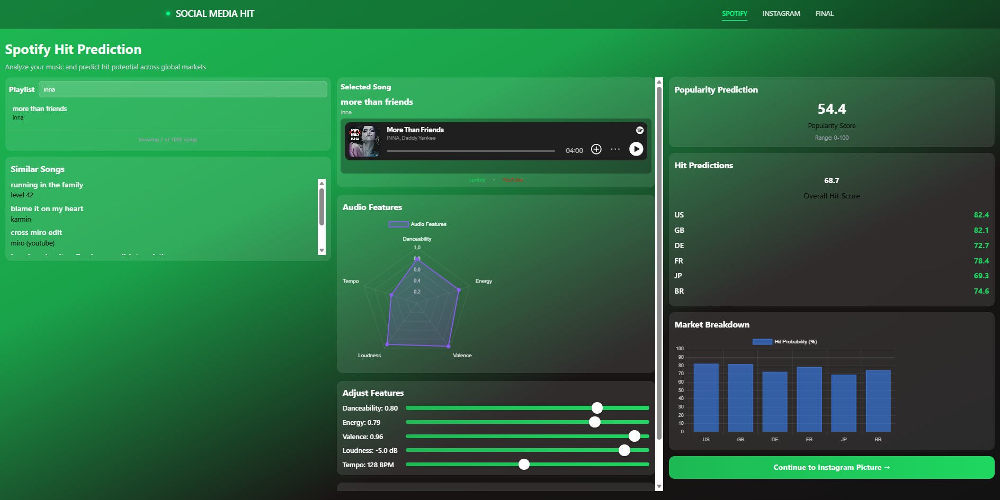 SOCIAL MEDIA HIT
SPOTIFY INSTAGRAM FINAL
Spotify Hit Prediction
Analyze your music and predict hit potential across global markets
Playlist inna
more than friends
inna
Showing 1 of 1000 songs
Similar Songs
running in the family
level 42
blame it on my heart
karmin
cross miro edit
miro (youtube)
Selected Song
more than friends
inna
PARTY
ENDS
INNA
More Than Friends
INNA, Daddy Yankee
04:00
Spotify - YouTube
Audio Features
Audio Features
Danceability
1,0
0,8
0,6
0,4
0,2
Tempo
Energy
Loudness
Valence
Adjust Features
Danceability: 0.80
Energy: 0.79
Valence: 0.96
Loudness: -5.0 dB
Tempo: 128 BPM
Popularity Prediction
54.4
Popularity Score
Range: 0-100
Hit Predictions
68.7
Overall Hit Score
US 82.4
GB 82.1
DE 72.7
FR 78.4
JP 69.3
BR 74.6
Market Breakdown
Hit Probability (%)
100
90
80
70
60
50
40
30
20
10
0
US GB DE FR JP BR
Continue to Instagram Picture →